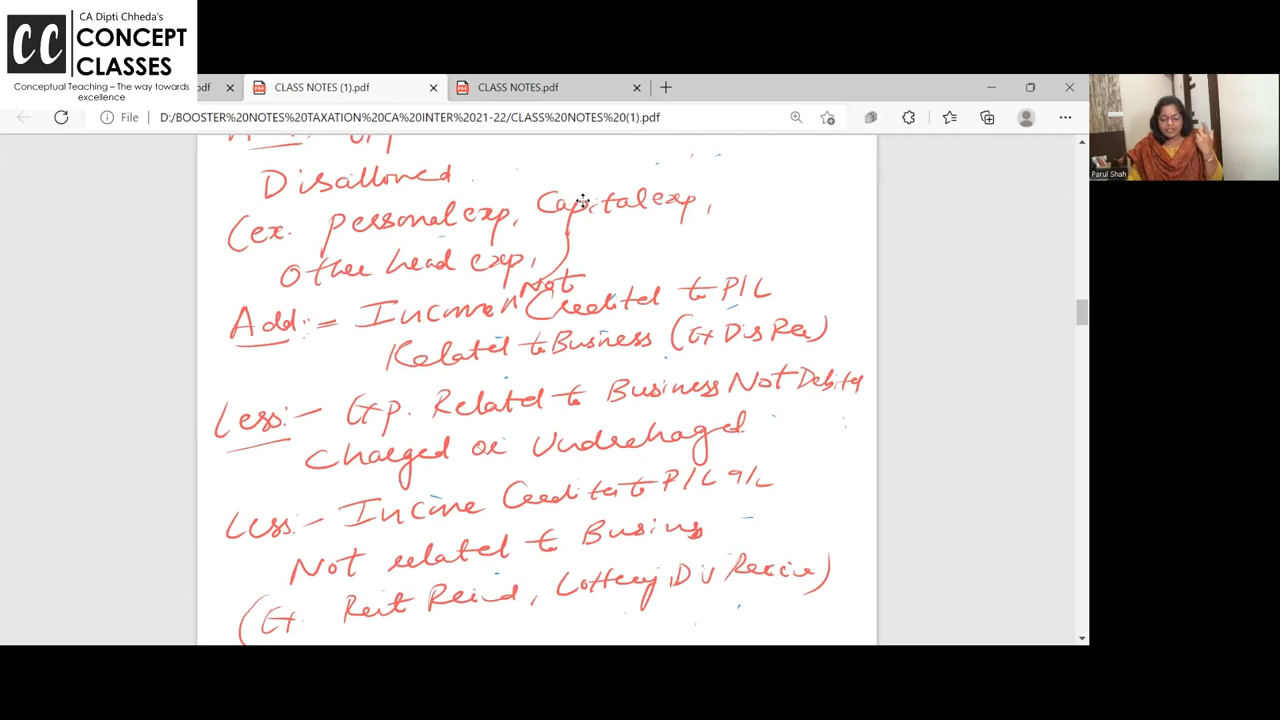 CA Dipti Chheda's
CONCEPT
CLASSES
CC
Conceptual Teaching – The way towards
excellence
pdf
CLASS NOTES (1).pdf
CLASS NOTES.pdf
File
D:/BOOSTER%20NOTES%20TAXATION%20CA%20INTER%2021-22/CLASS%20NOTES%20(1).pdf
Parul Shah
Disallowed
(ex. personal exp, Capital exp,
Other head exp,
Add:- Income Not Credited to P/L
Related to Business (Ex Dis Rec)
Less:- Exp. Related to Business Not Debited
Charged or Undercharged
Less:- Income Credited to P/L a/c
Not related to Business
(Ex. Rent Received, Lottery, Div Receive)